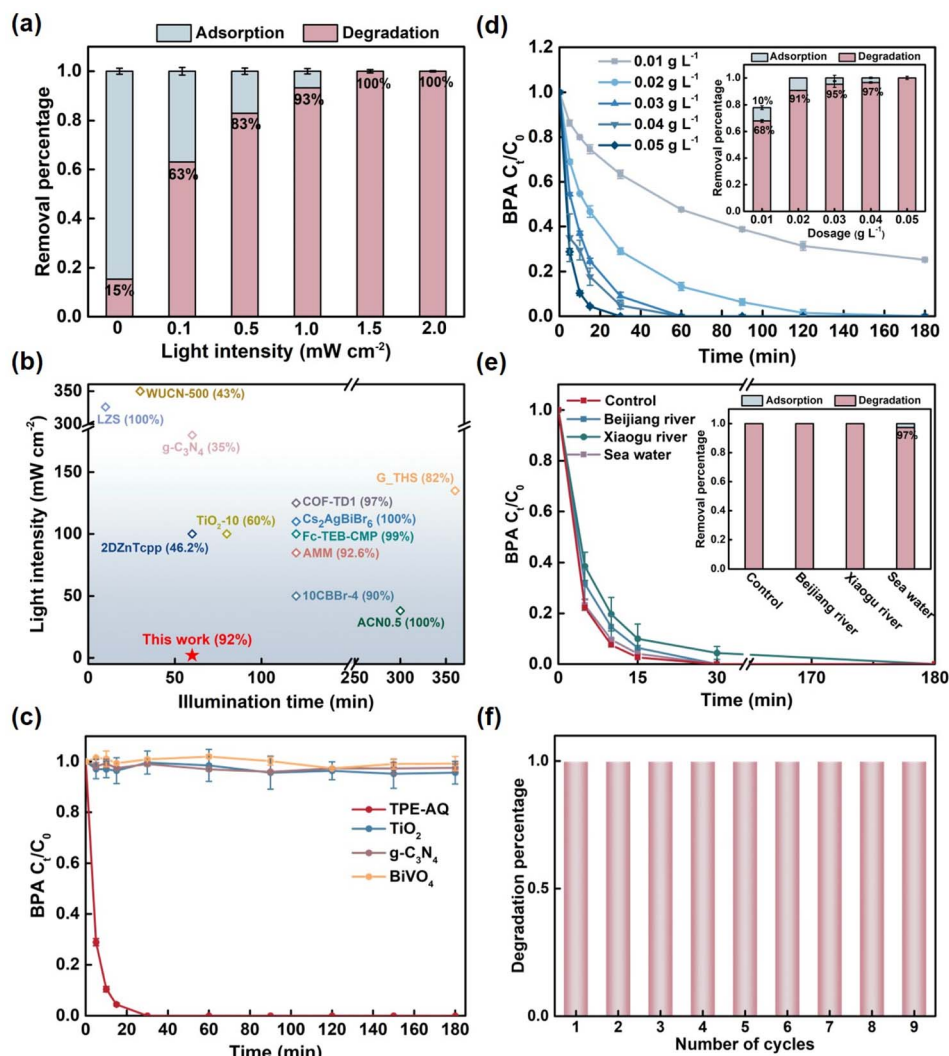 (a)
Adsorption Degradation
Removal percentage
1.0
0.8
0.6
0.4
0.2
0.0
15%
63%
83%
93%
100%
100%
0 0.1 0.5 1.0 1.5 2.0
Light intensity (mW cm-2)
(b)
Light intensity (mW cm-2)
350
300
150
100
50
0
WUCN-500 (43%)
LZS (100%)
g-C3N4 (35%)
G_THS (82%)
COF-TD1 (97%)
TiO2-10 (60%)
Cs2AgBiBr6 (100%)
2DZnTcpp (46.2%)
Fc-TEB-CMP (99%)
AMM (92.6%)
10CBBr-4 (90%)
ACN0.5 (100%)
This work (92%)
0 50 100 250 300 350
Illumination time (min)
(c)
BPA Ct/C0
1.0
0.8
0.6
0.4
0.2
0.0
TPE-AQ
TiO2
g-C3N4
BiVO4
0 20 40 60 80 100 120 140 160 180
Time (min)
(d)
BPA Ct/C0
1.2
1.0
0.8
0.6
0.4
0.2
0.0
0.01 g L-1
0.02 g L-1
0.03 g L-1
0.04 g L-1
0.05 g L-1
Adsorption Degradation
Removal percentage
1.0
0.8
0.6
0.4
0.2
0.0
10%
68%
91%
95%
97%
0.01 0.02 0.03 0.04 0.05
Dosage (g L-1)
0 20 40 60 80 100 120 140 160 180
Time (min)
(e)
BPA Ct/C0
1.0
0.8
0.6
0.4
0.2
0.0
Control
Beijiang river
Xiaogu river
Sea water
Adsorption Degradation
Removal percentage
1.0
0.8
0.6
0.4
0.2
0.0
97%
Control
Beijiang river
Xiaogu river
Sea water
0 15 30 170 180
Time (min)
(f)
Degradation percentage
1.0
0.5
0.0
1 2 3 4 5 6 7 8 9
Number of cycles